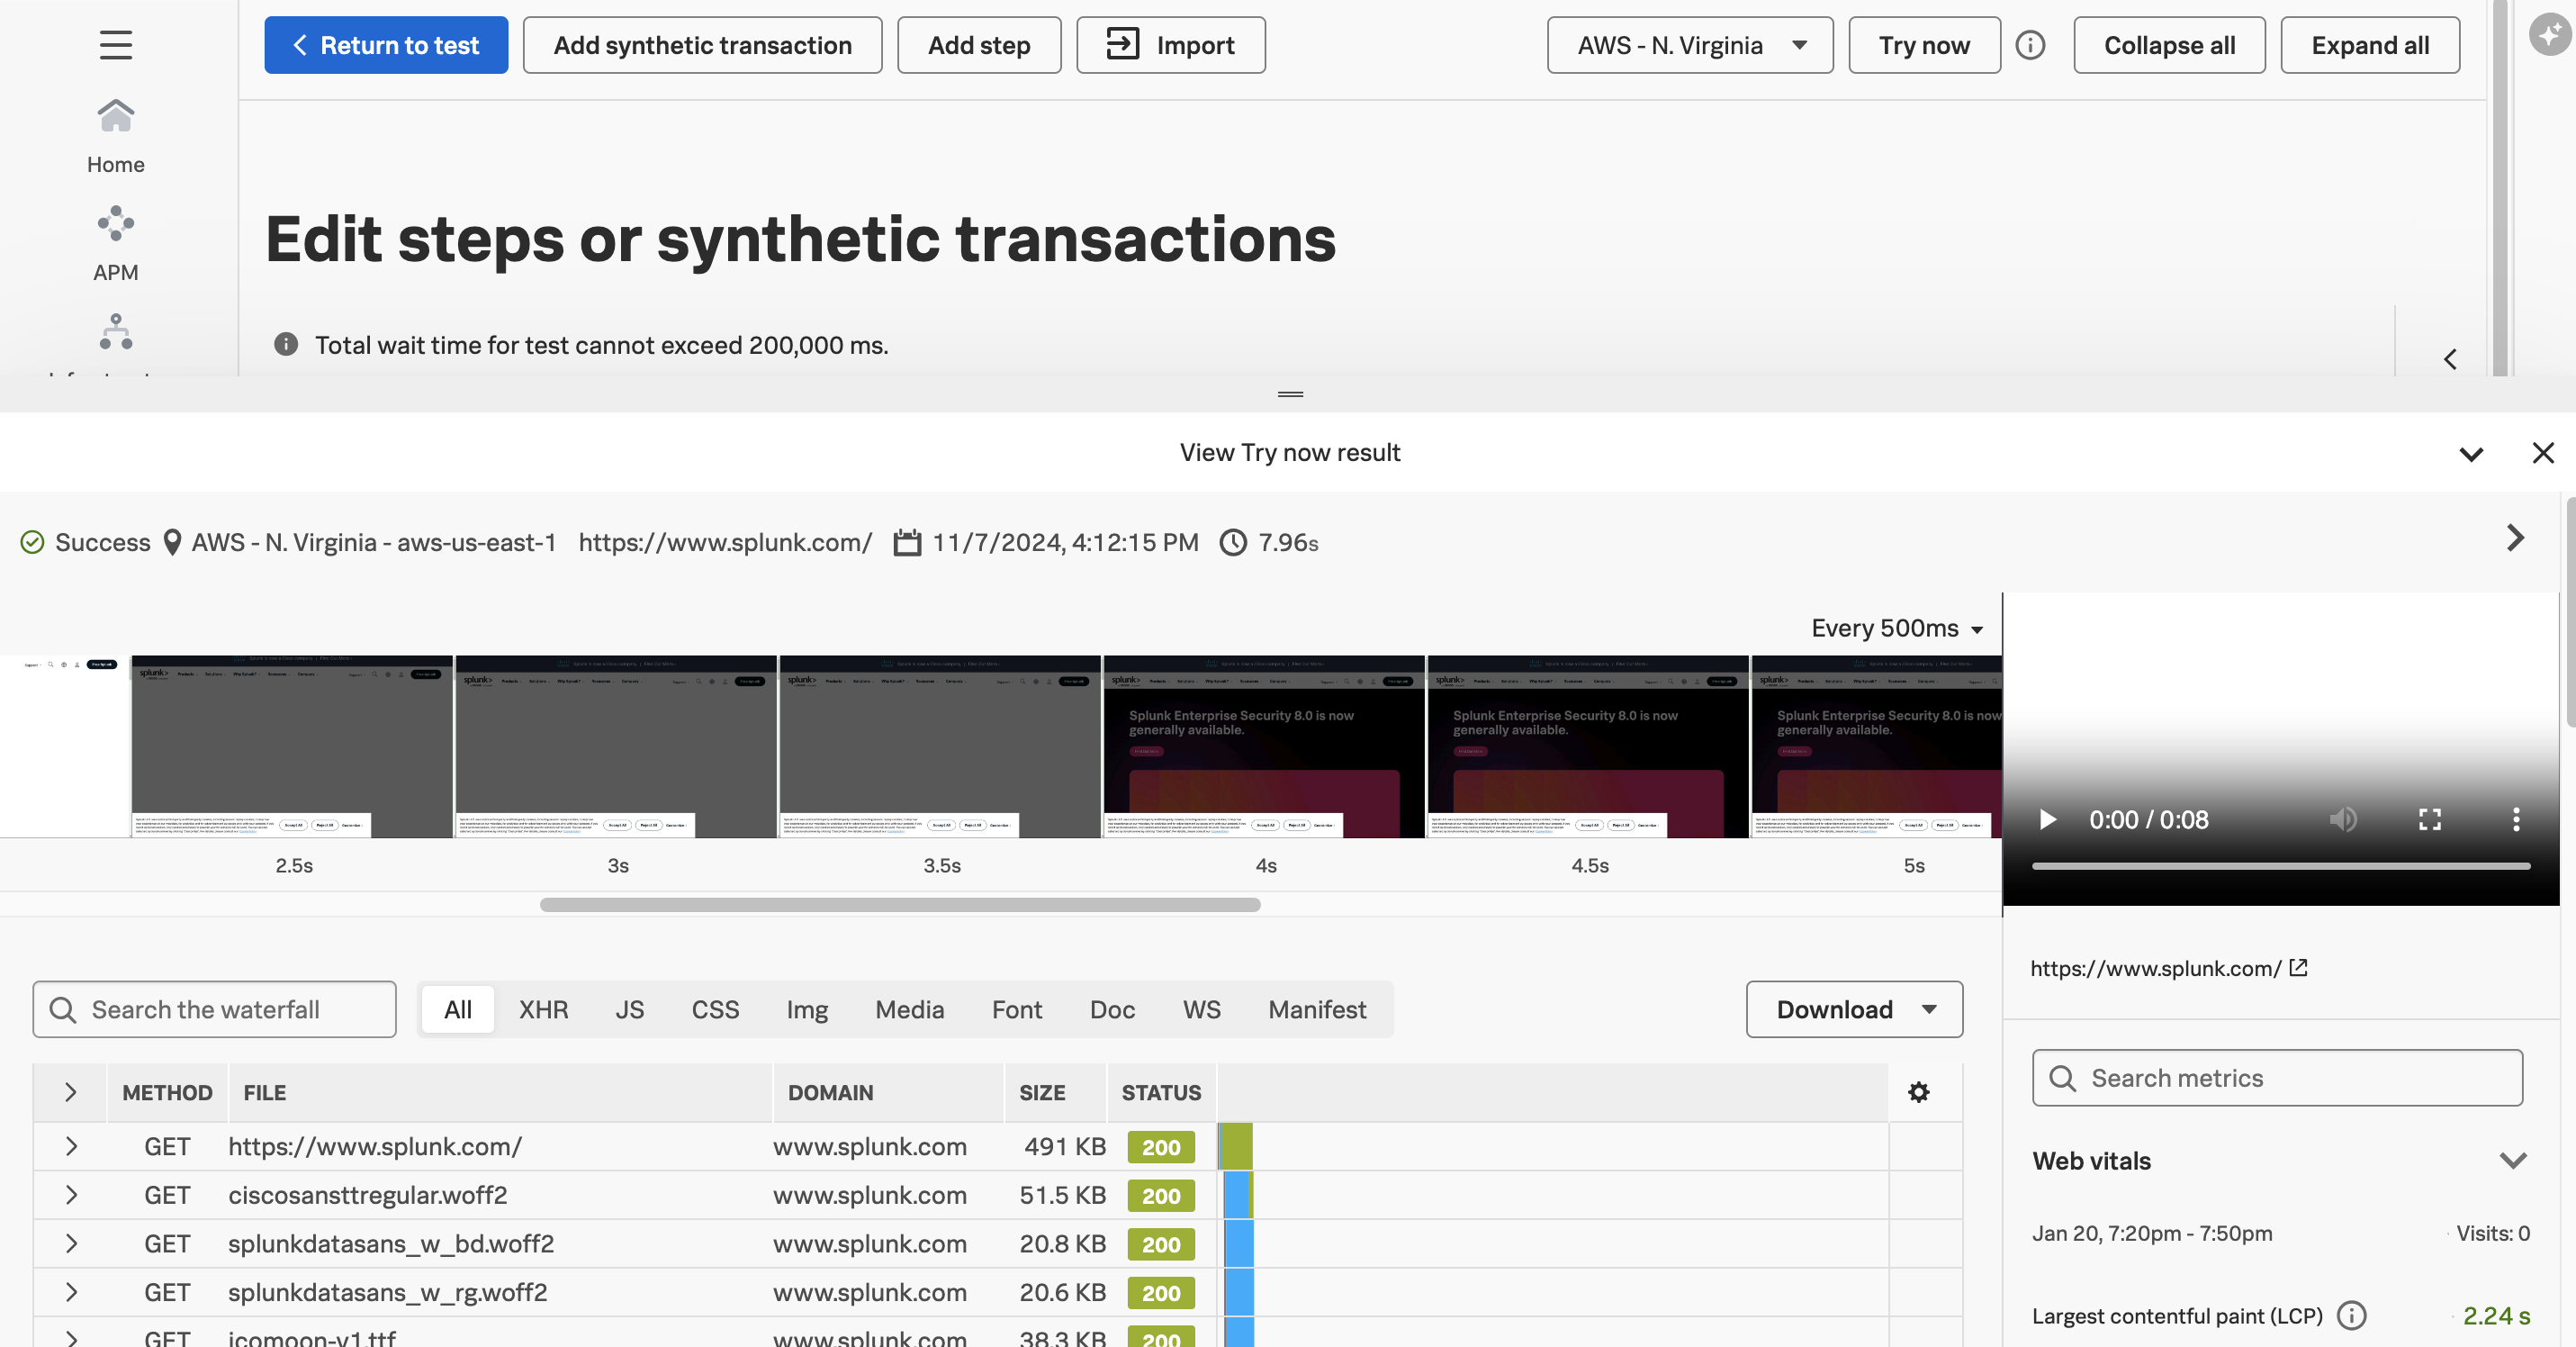 Return to test
Add synthetic transaction
Add step
Import
AWS - N. Virginia
Try now
Collapse all
Expand all
Home
APM
Edit steps or synthetic transactions
Total wait time for test cannot exceed 200,000 ms.
View Try now result
Success AWS - N. Virginia - aws-us-east-1 https://www.splunk.com/ 11/7/2024, 4:12:15 PM 7.96s
Every 500ms
splunk>
splunk>
splunk>
splunk>
splunk>
splunk>
Splunk Enterprise Security 8.0 is now
generally available.
Splunk Enterprise Security 8.0 is now
generally available.
Splunk Enterprise Security 8.0 is now
generally available.
2.5s
3s
3.5s
4s
4.5s
5s
0:00 / 0:08
https://www.splunk.com/
Search the waterfall
All
XHR
JS
CSS
Img
Media
Font
Doc
WS
Manifest
Download
METHOD FILE DOMAIN SIZE STATUS
GET https://www.splunk.com/ www.splunk.com 491 KB 200
GET ciscosansttregular.woff2 www.splunk.com 51.5 KB 200
GET splunkdatasans_w_bd.woff2 www.splunk.com 20.8 KB 200
GET splunkdatasans_w_rg.woff2 www.splunk.com 20.6 KB 200
GET icomoon-v1.ttf www.splunk.com 38.3 KB 200
Search metrics
Web vitals
Jan 20, 7:20pm - 7:50pm
Visits: 0
Largest contentful paint (LCP)
2.24 s